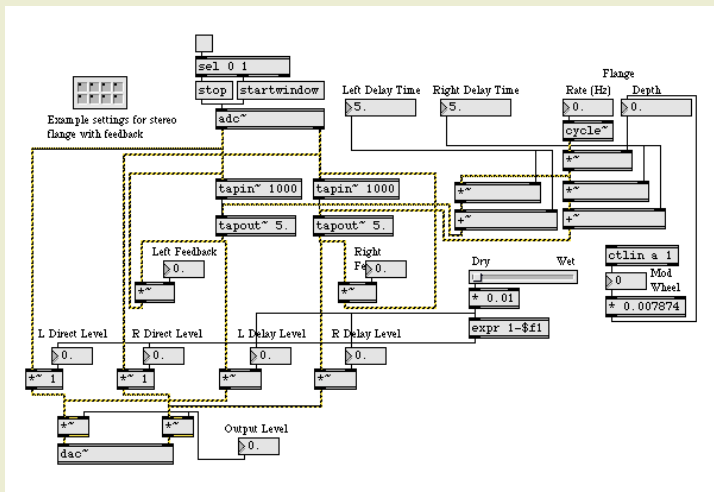 sel 0 1
stop
startwindow
Left Delay Time
Right Delay Time
Flange
Rate (Hz)
Depth
5.
5.
0.
0.
Example settings for stereo
flange with feedback
adc~
cycle~
*~
tapin~ 1000
tapin~ 1000
*~
*~
tapout~ 5.
tapout~ 5.
+~
+~
Left Feedback
0.
Right
Fe
0.
*~
*~
Dry
Wet
ctlin a 1
0
Mod
Wheel
* 0.01
* 0.007874
expr 1-$f1
L Direct Level
R Direct Level
L Delay Level
R Delay Level
0.
0.
0.
0.
*~ 1
*~ 1
*~
*~
*~
*~
Output Level
0.
dac~